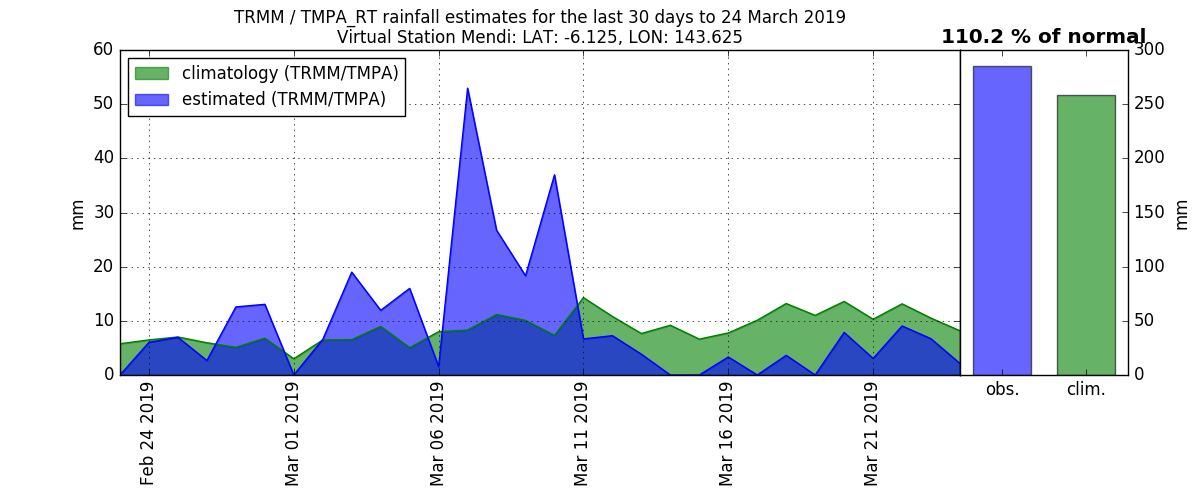 TRMM / TMPA_RT rainfall estimates for the last 30 days to 24 March 2019
Virtual Station Mendi: LAT: -6.125, LON: 143.625
110.2 % of normal
climatology (TRMM/TMPA)
estimated (TRMM/TMPA)
60
50
40
30
20
10
0
mm
Feb 24 2019
Mar 01 2019
Mar 06 2019
Mar 11 2019
Mar 16 2019
Mar 21 2019
obs.
clim.
300
250
200
150
100
50
0
mm